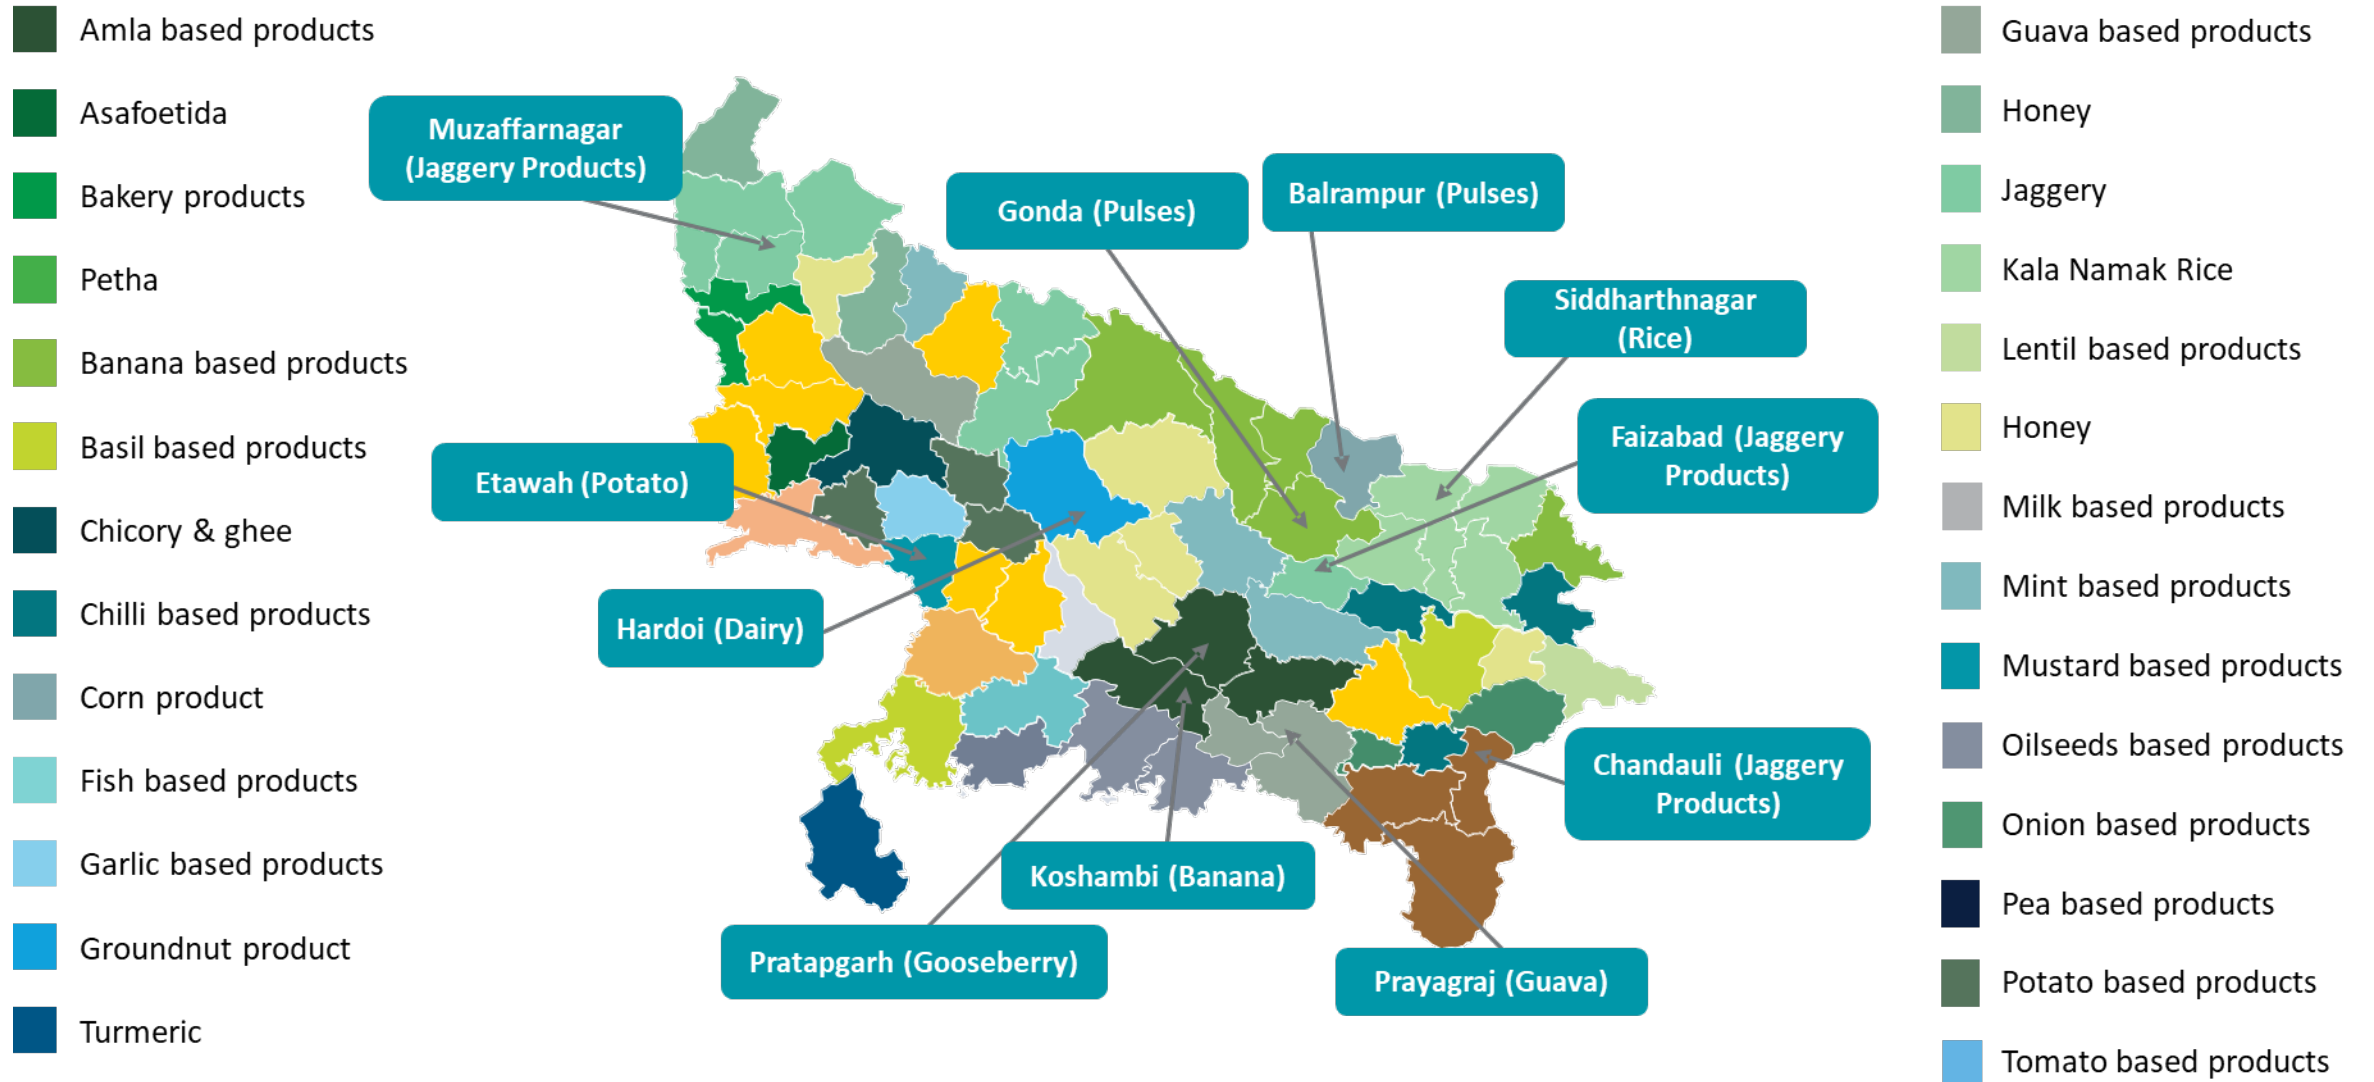 Amla based products
Asafoetida
Bakery products
Petha
Banana based products
Basil based products
Chicory & ghee
Chilli based products
Corn product
Fish based products
Garlic based products
Groundnut product
Turmeric
Muzaffarnagar
(Jaggery Products)
Gonda (Pulses)
Balrampur (Pulses)
Siddharthnagar
(Rice)
Faizabad (Jaggery
Products)
Etawah (Potato)
Hardoi (Dairy)
Chandauli (Jaggery
Products)
Koshambi (Banana)
Pratapgarh (Gooseberry)
Prayagraj (Guava)
Guava based products
Honey
Jaggery
Kala Namak Rice
Lentil based products
Honey
Milk based products
Mint based products
Mustard based products
Oilseeds based products
Onion based products
Pea based products
Potato based products
Tomato based products